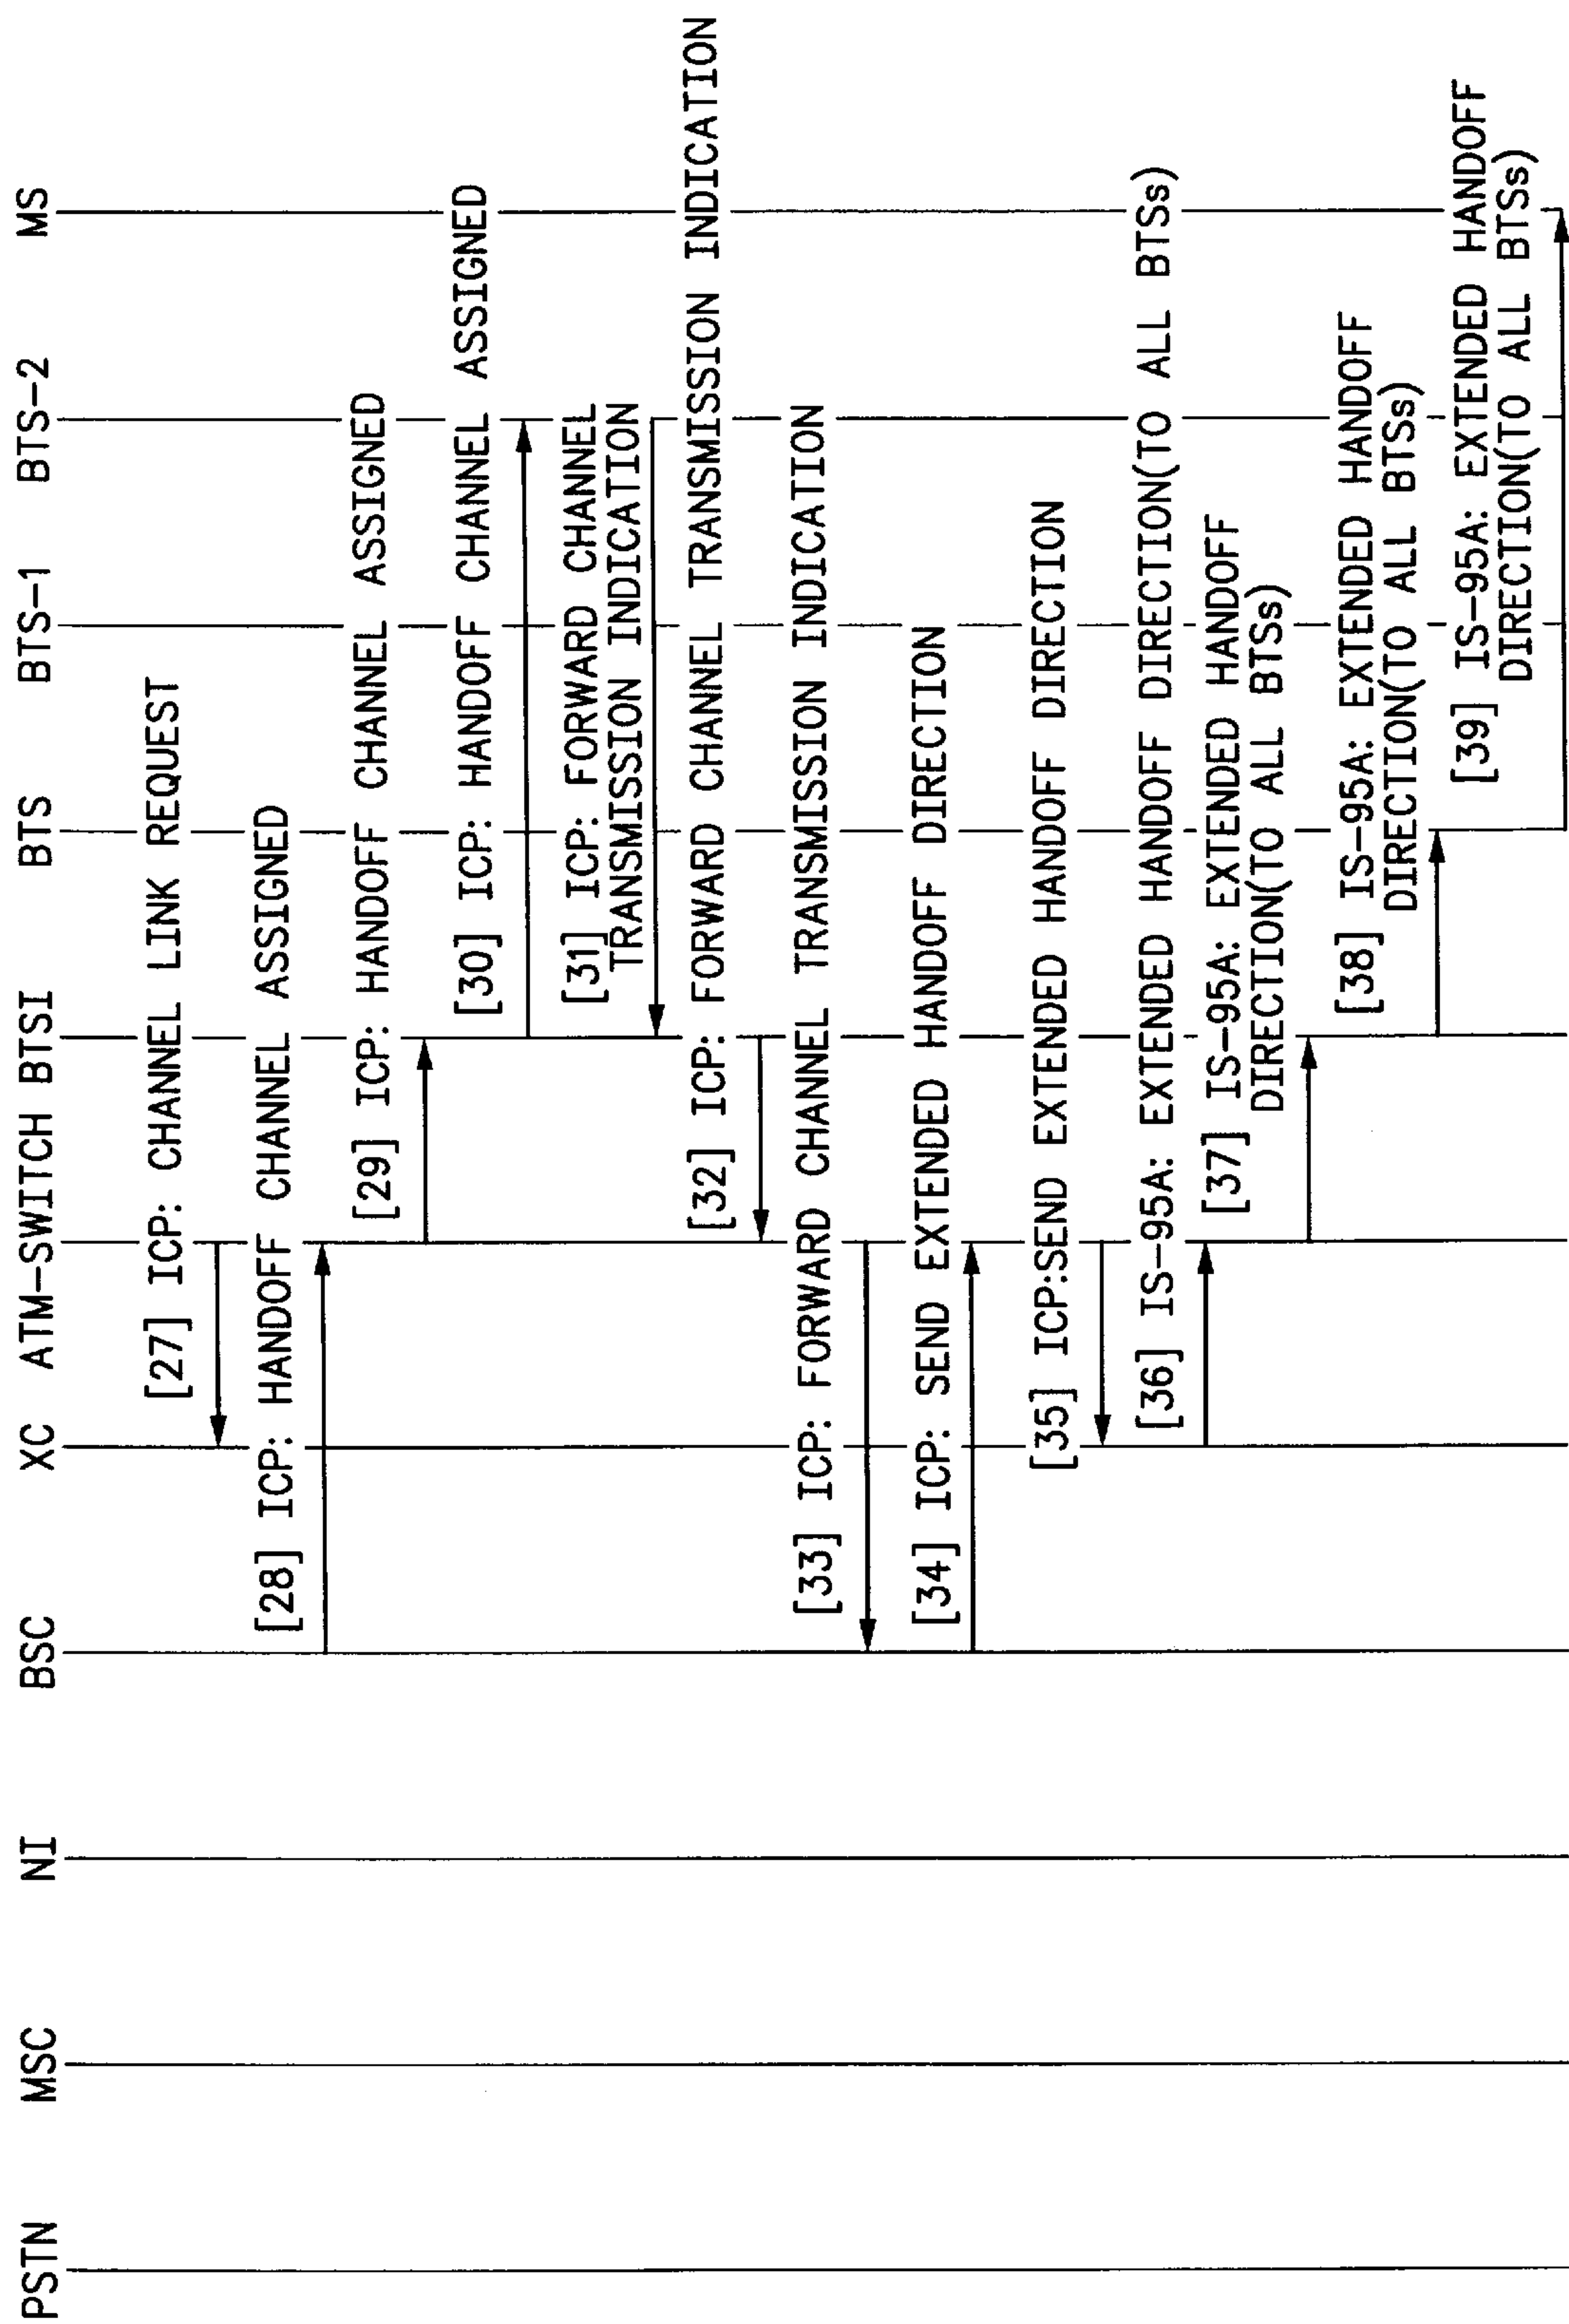 PSTN MSC NI BSC XC ATM-SWITCH BTSI BTS BTS-1 BTS-2 MS
[27] ICP: CHANNEL LINK REQUEST
[28] ICP: HANDOFF CHANNEL ASSIGNED
[29] ICP: HANDOFF CHANNEL ASSIGNED
[30] ICP: HANDOFF CHANNEL ASSIGNED
[31] ICP: FORWARD CHANNEL
TRANSMISSION INDICATION
[32] ICP: FORWARD CHANNEL TRANSMISSION INDICATION
[33] ICP: FORWARD CHANNEL TRANSMISSION INDICATION
[34] ICP: SEND EXTENDED HANDOFF DIRECTION
[35] ICP:SEND EXTENDED HANDOFF DIRECTION
[36] IS-95A: EXTENDED HANDOFF DIRECTION(TO ALL BTSs)
[37] IS-95A: EXTENDED HANDOFF
DIRECTION(TO ALL BTSs)
[38] IS-95A: EXTENDED HANDOFF
DIRECTION(TO ALL BTSs)
[39] IS-95A: EXTENDED HANDOFF
DIRECTION(TO ALL BTSs)